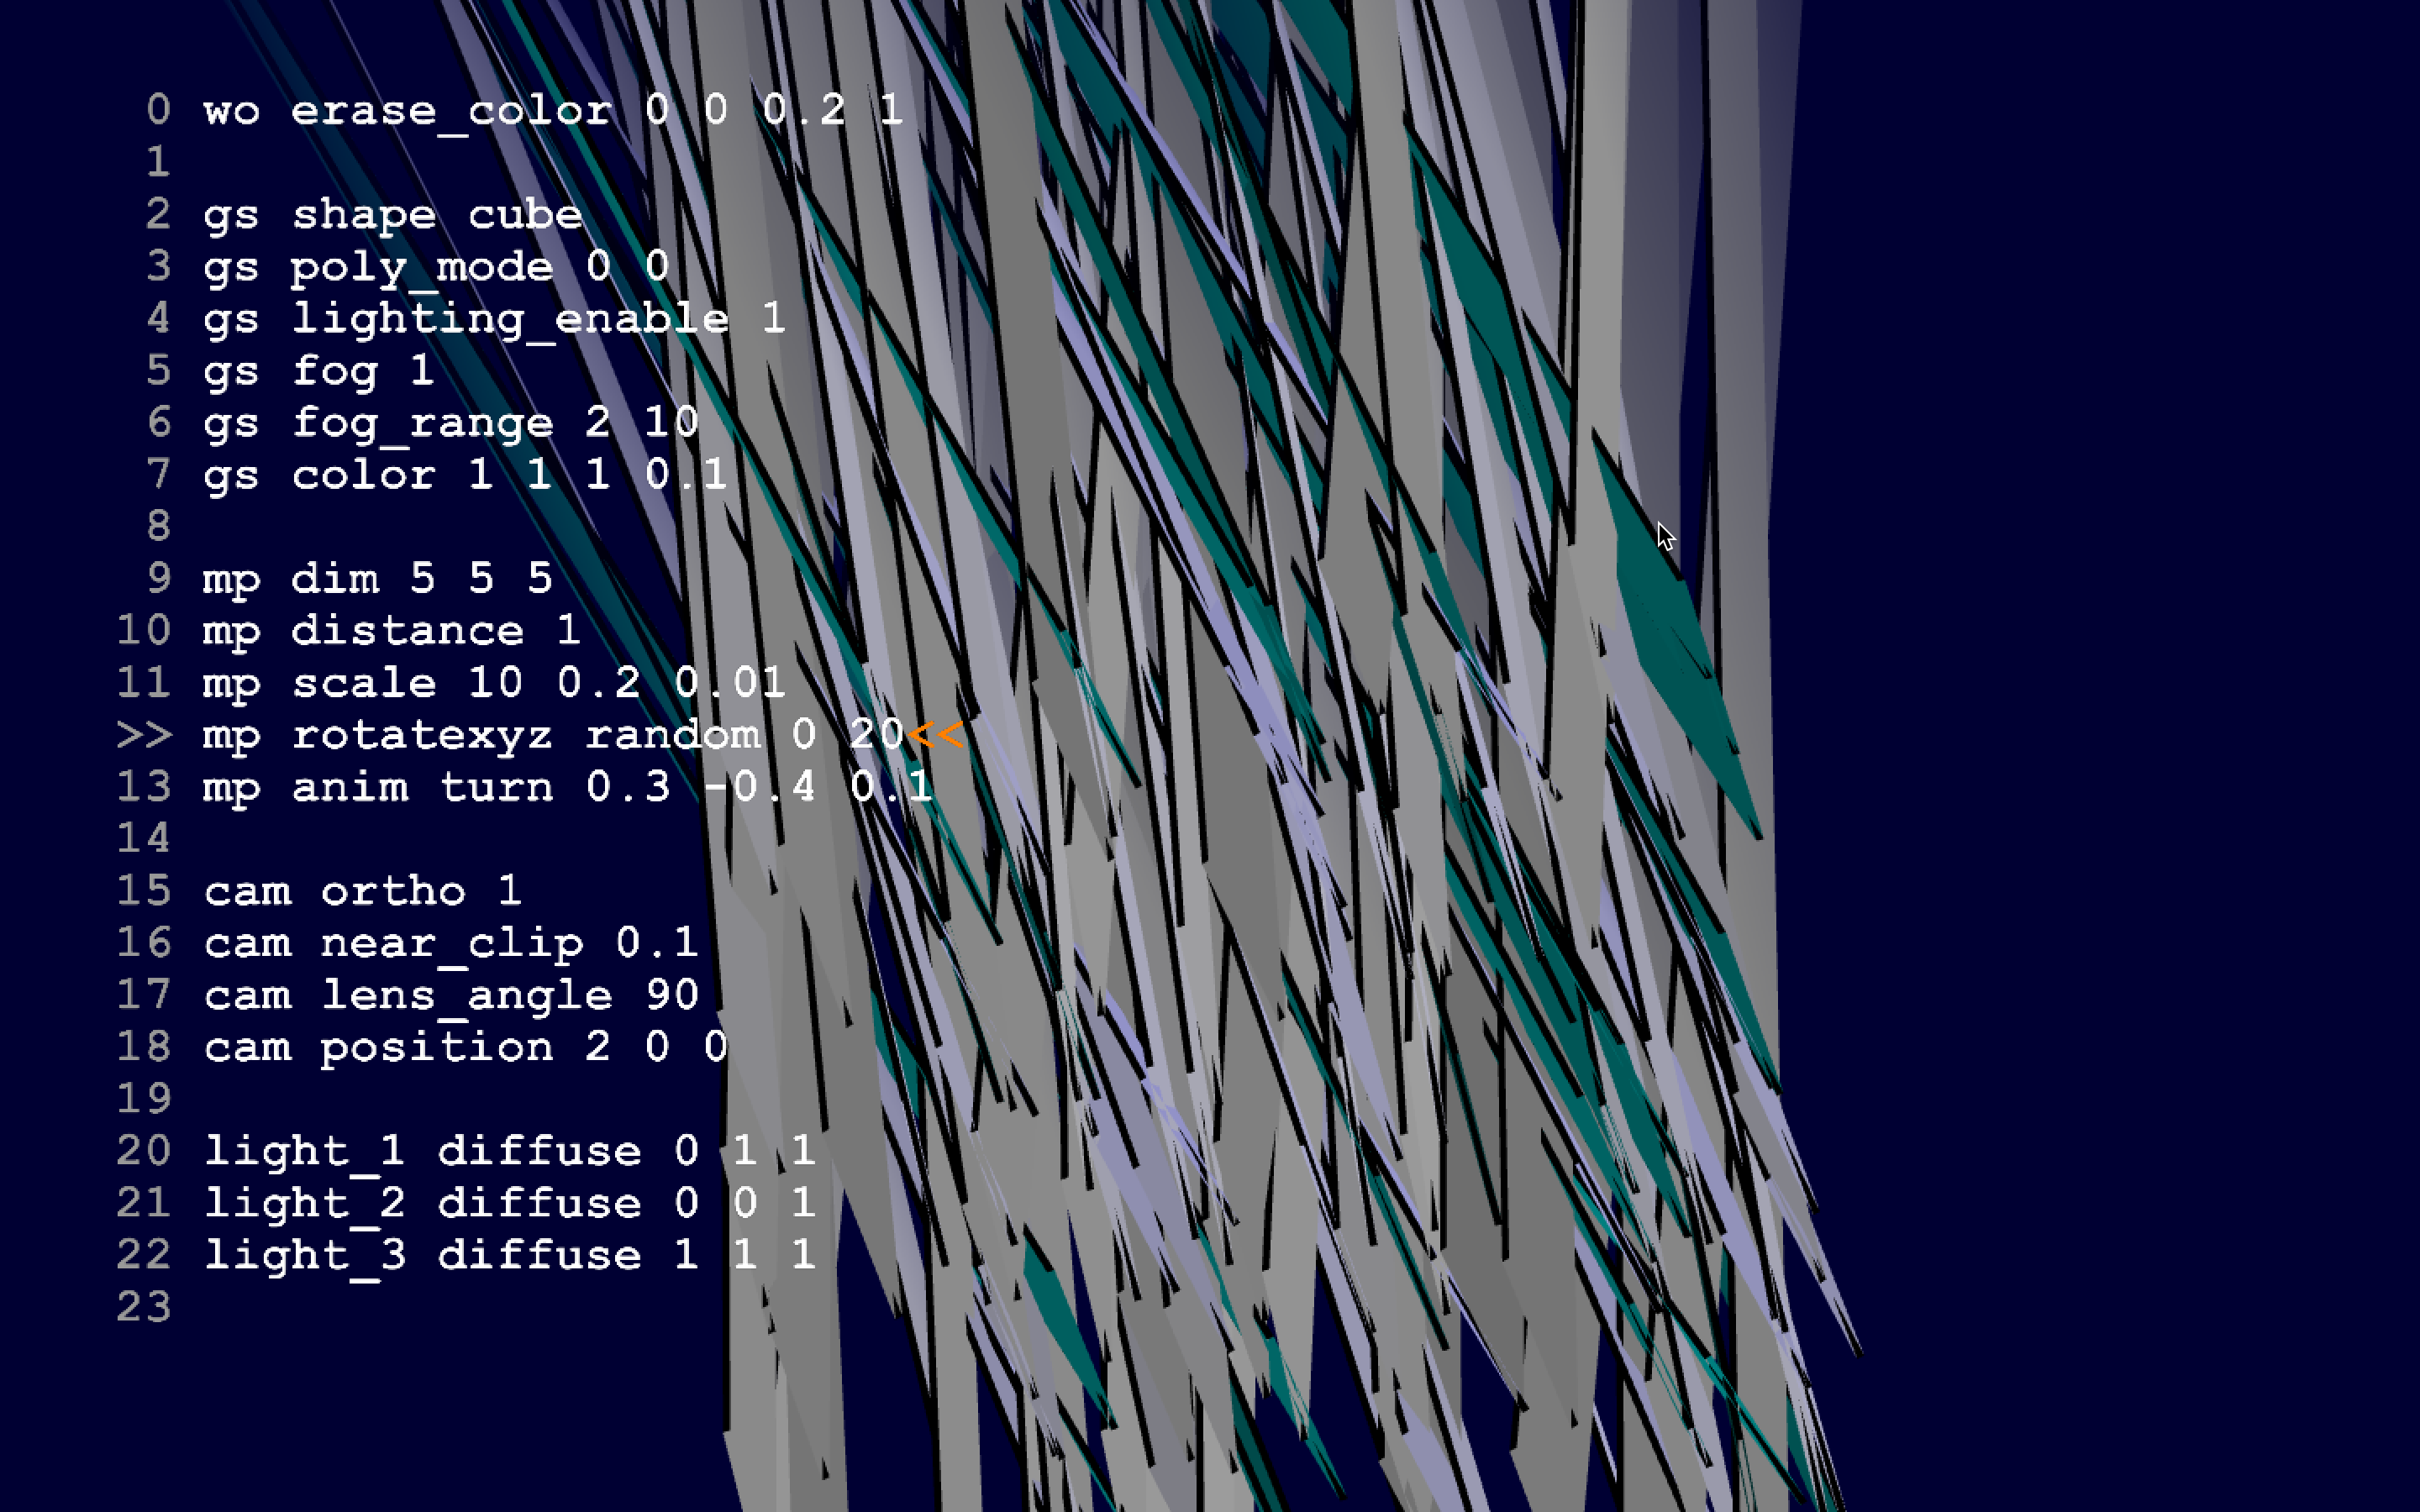 0 wo erase_color 0 0 0.2 1
1
2 gs shape cube
3 gs poly_mode 0 0
4 gs lighting_enable 1
5 gs fog 1
6 gs fog_range 2 10
7 gs color 1 1 1 0.1
8
9 mp dim 5 5 5
10 mp distance 1
11 mp scale 10 0.2 0.01
>> mp rotatexyz random 0 20<<
13 mp anim turn 0.3 -0.4 0.1
14
15 cam ortho 1
16 cam near_clip 0.1
17 cam lens_angle 90
18 cam position 2 0 0
19
20 light_1 diffuse 0 1 1
21 light_2 diffuse 0 0 1
22 light_3 diffuse 1 1 1
23